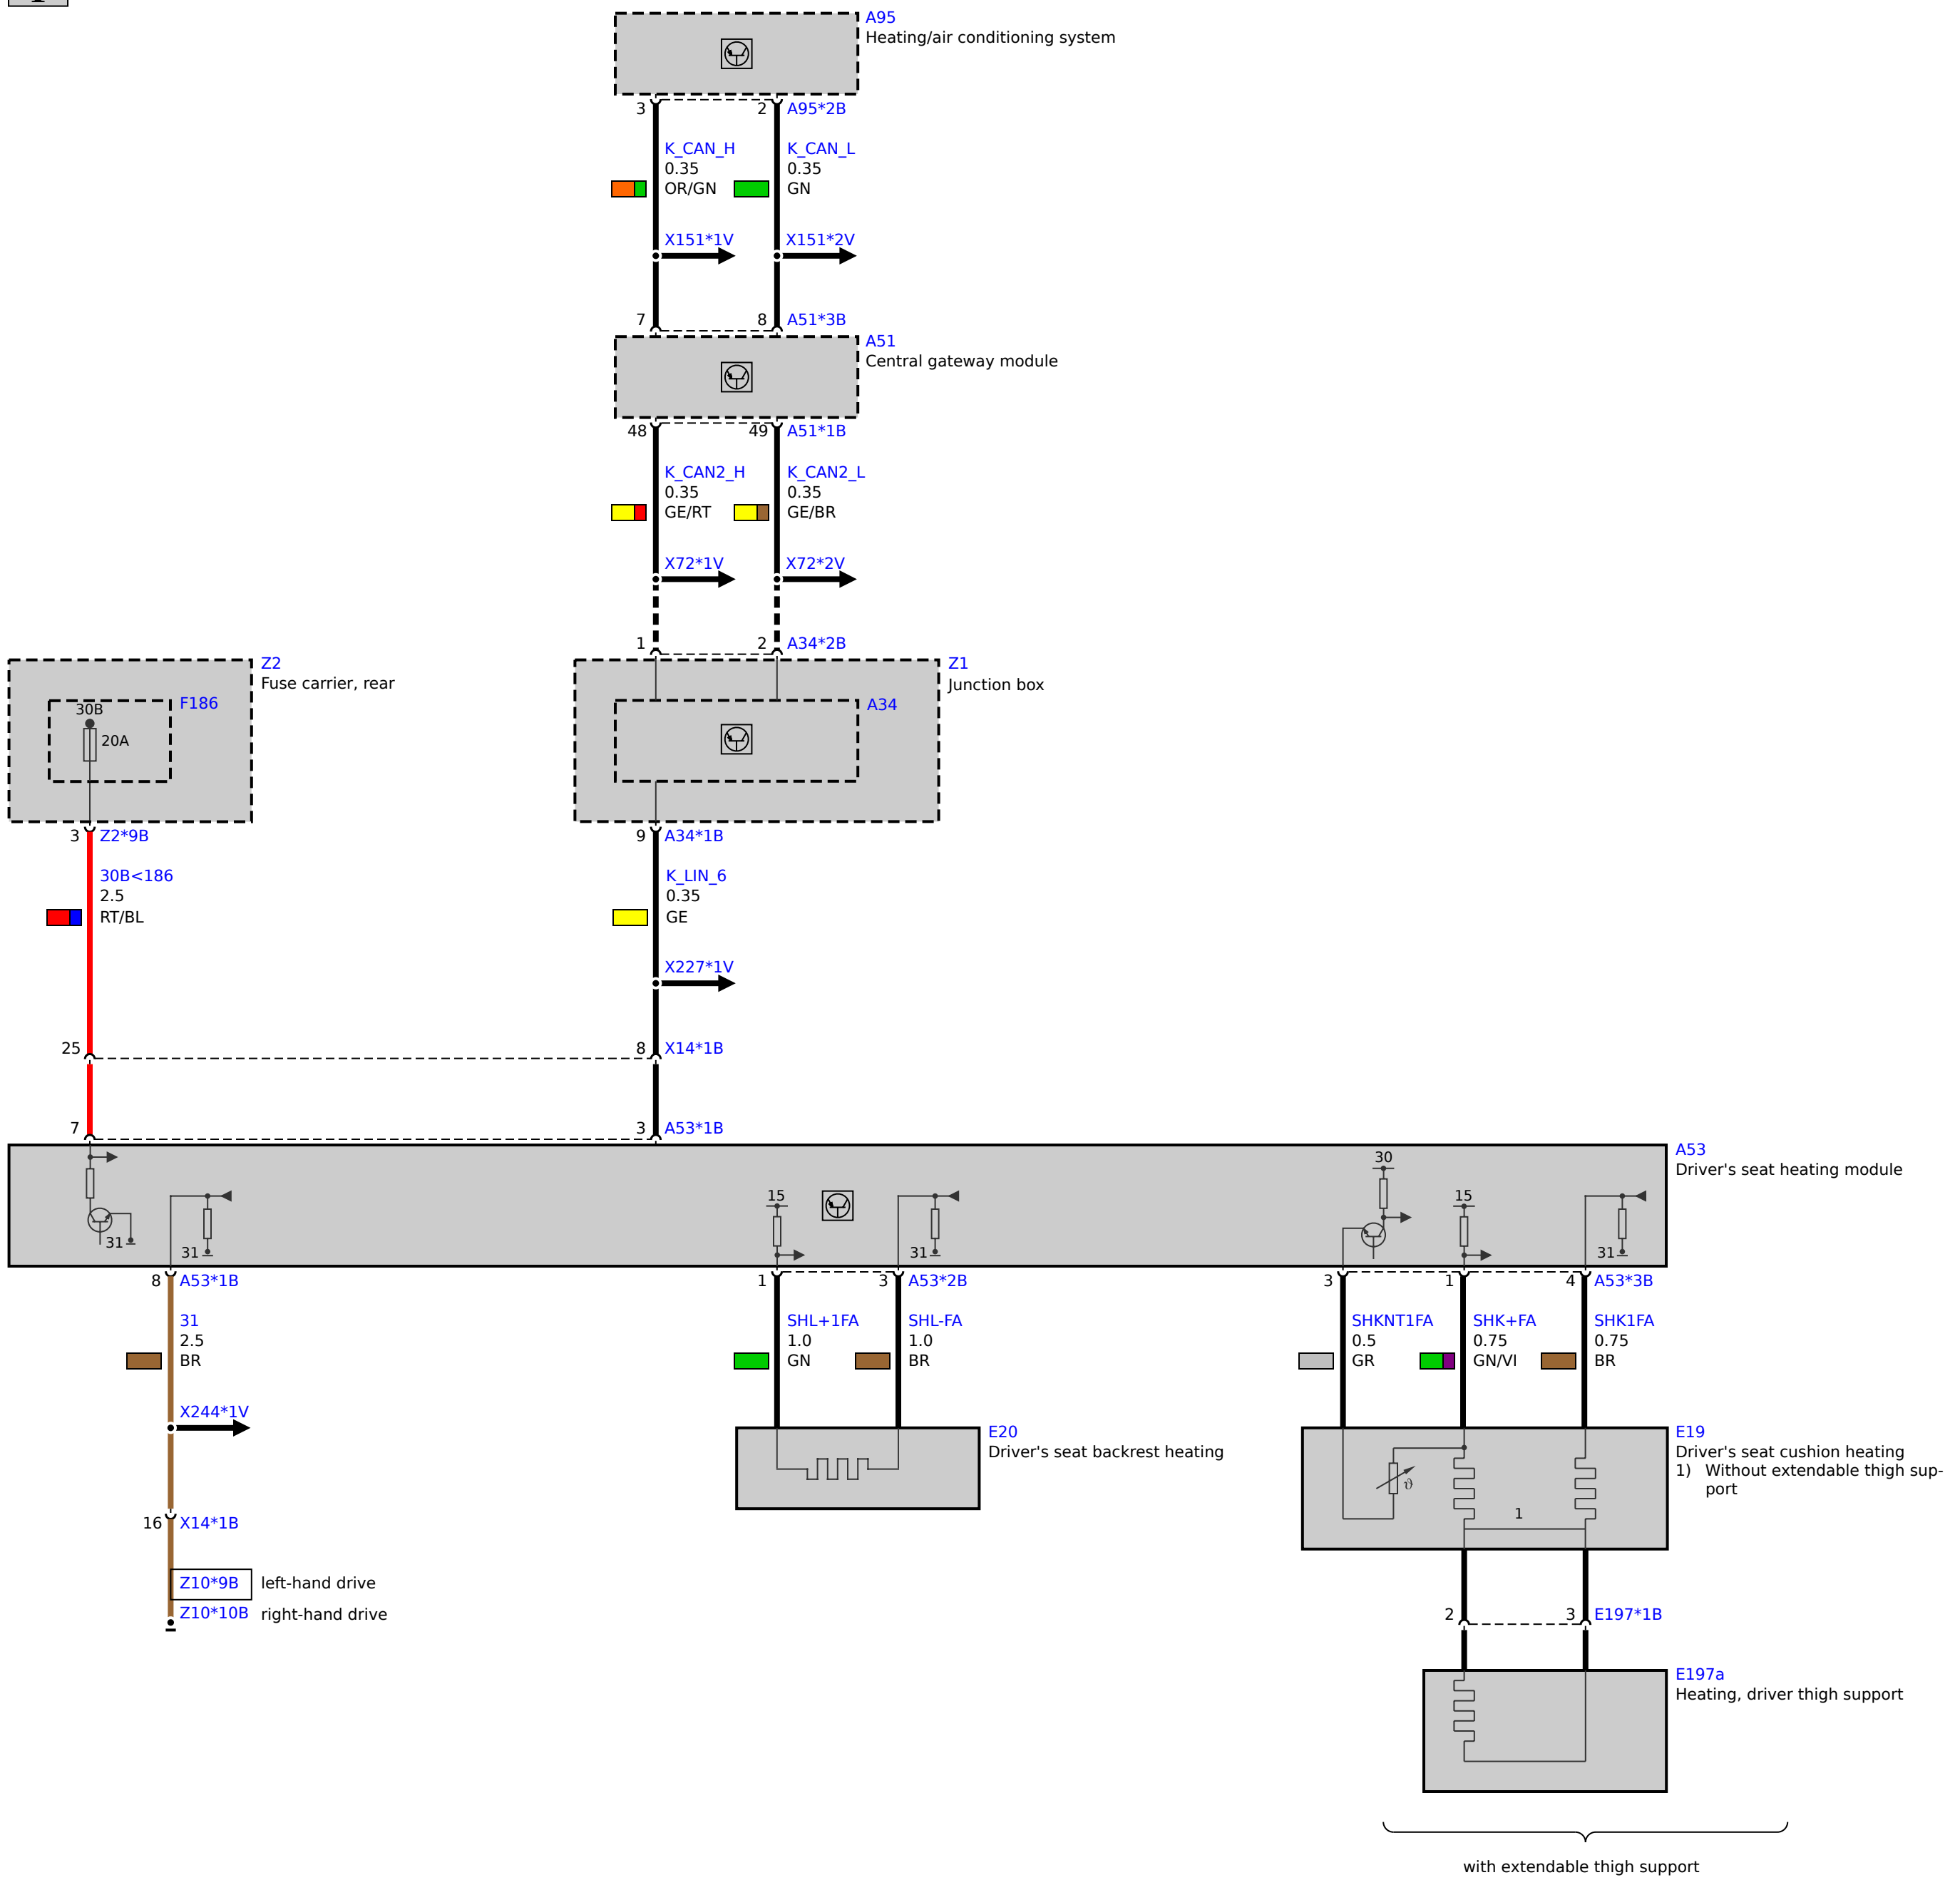 A95
Heating/air conditioning system
3
2
A95*2B
K_CAN_H
0.35
OR/GN
K_CAN_L
0.35
GN
X151*1V
X151*2V
7
8
A51*3B
A51
Central gateway module
48
49
A51*1B
K_CAN2_H
0.35
GE/RT
K_CAN2_L
0.35
GE/BR
X72*1V
X72*2V
1
2
A34*2B
Z2
Fuse carrier, rear
F186
30B
20A
Z1
Junction box
A34
3
Z2*9B
30B<186
2.5
RT/BL
9
A34*1B
K_LIN_6
0.35
GE
X227*1V
25
8
X14*1B
7
3
A53*1B
A53
Driver's seat heating module
31
31
15
31
30
15
31
8
A53*1B
31
2.5
BR
X244*1V
16
X14*1B
Z10*9B
left-hand drive
Z10*10B
right-hand drive
1
3
A53*2B
SHL+1FA
1.0
GN
SHL-FA
1.0
BR
E20
Driver's seat backrest heating
3
1
4
A53*3B
SHKNT1FA
0.5
GR
SHK+FA
0.75
GN/VI
SHK1FA
0.75
BR
E19
Driver's seat cushion heating
1) Without extendable thigh sup-
port
ϑ
1
2
3
E197*1B
E197a
Heating, driver thigh support
with extendable thigh support